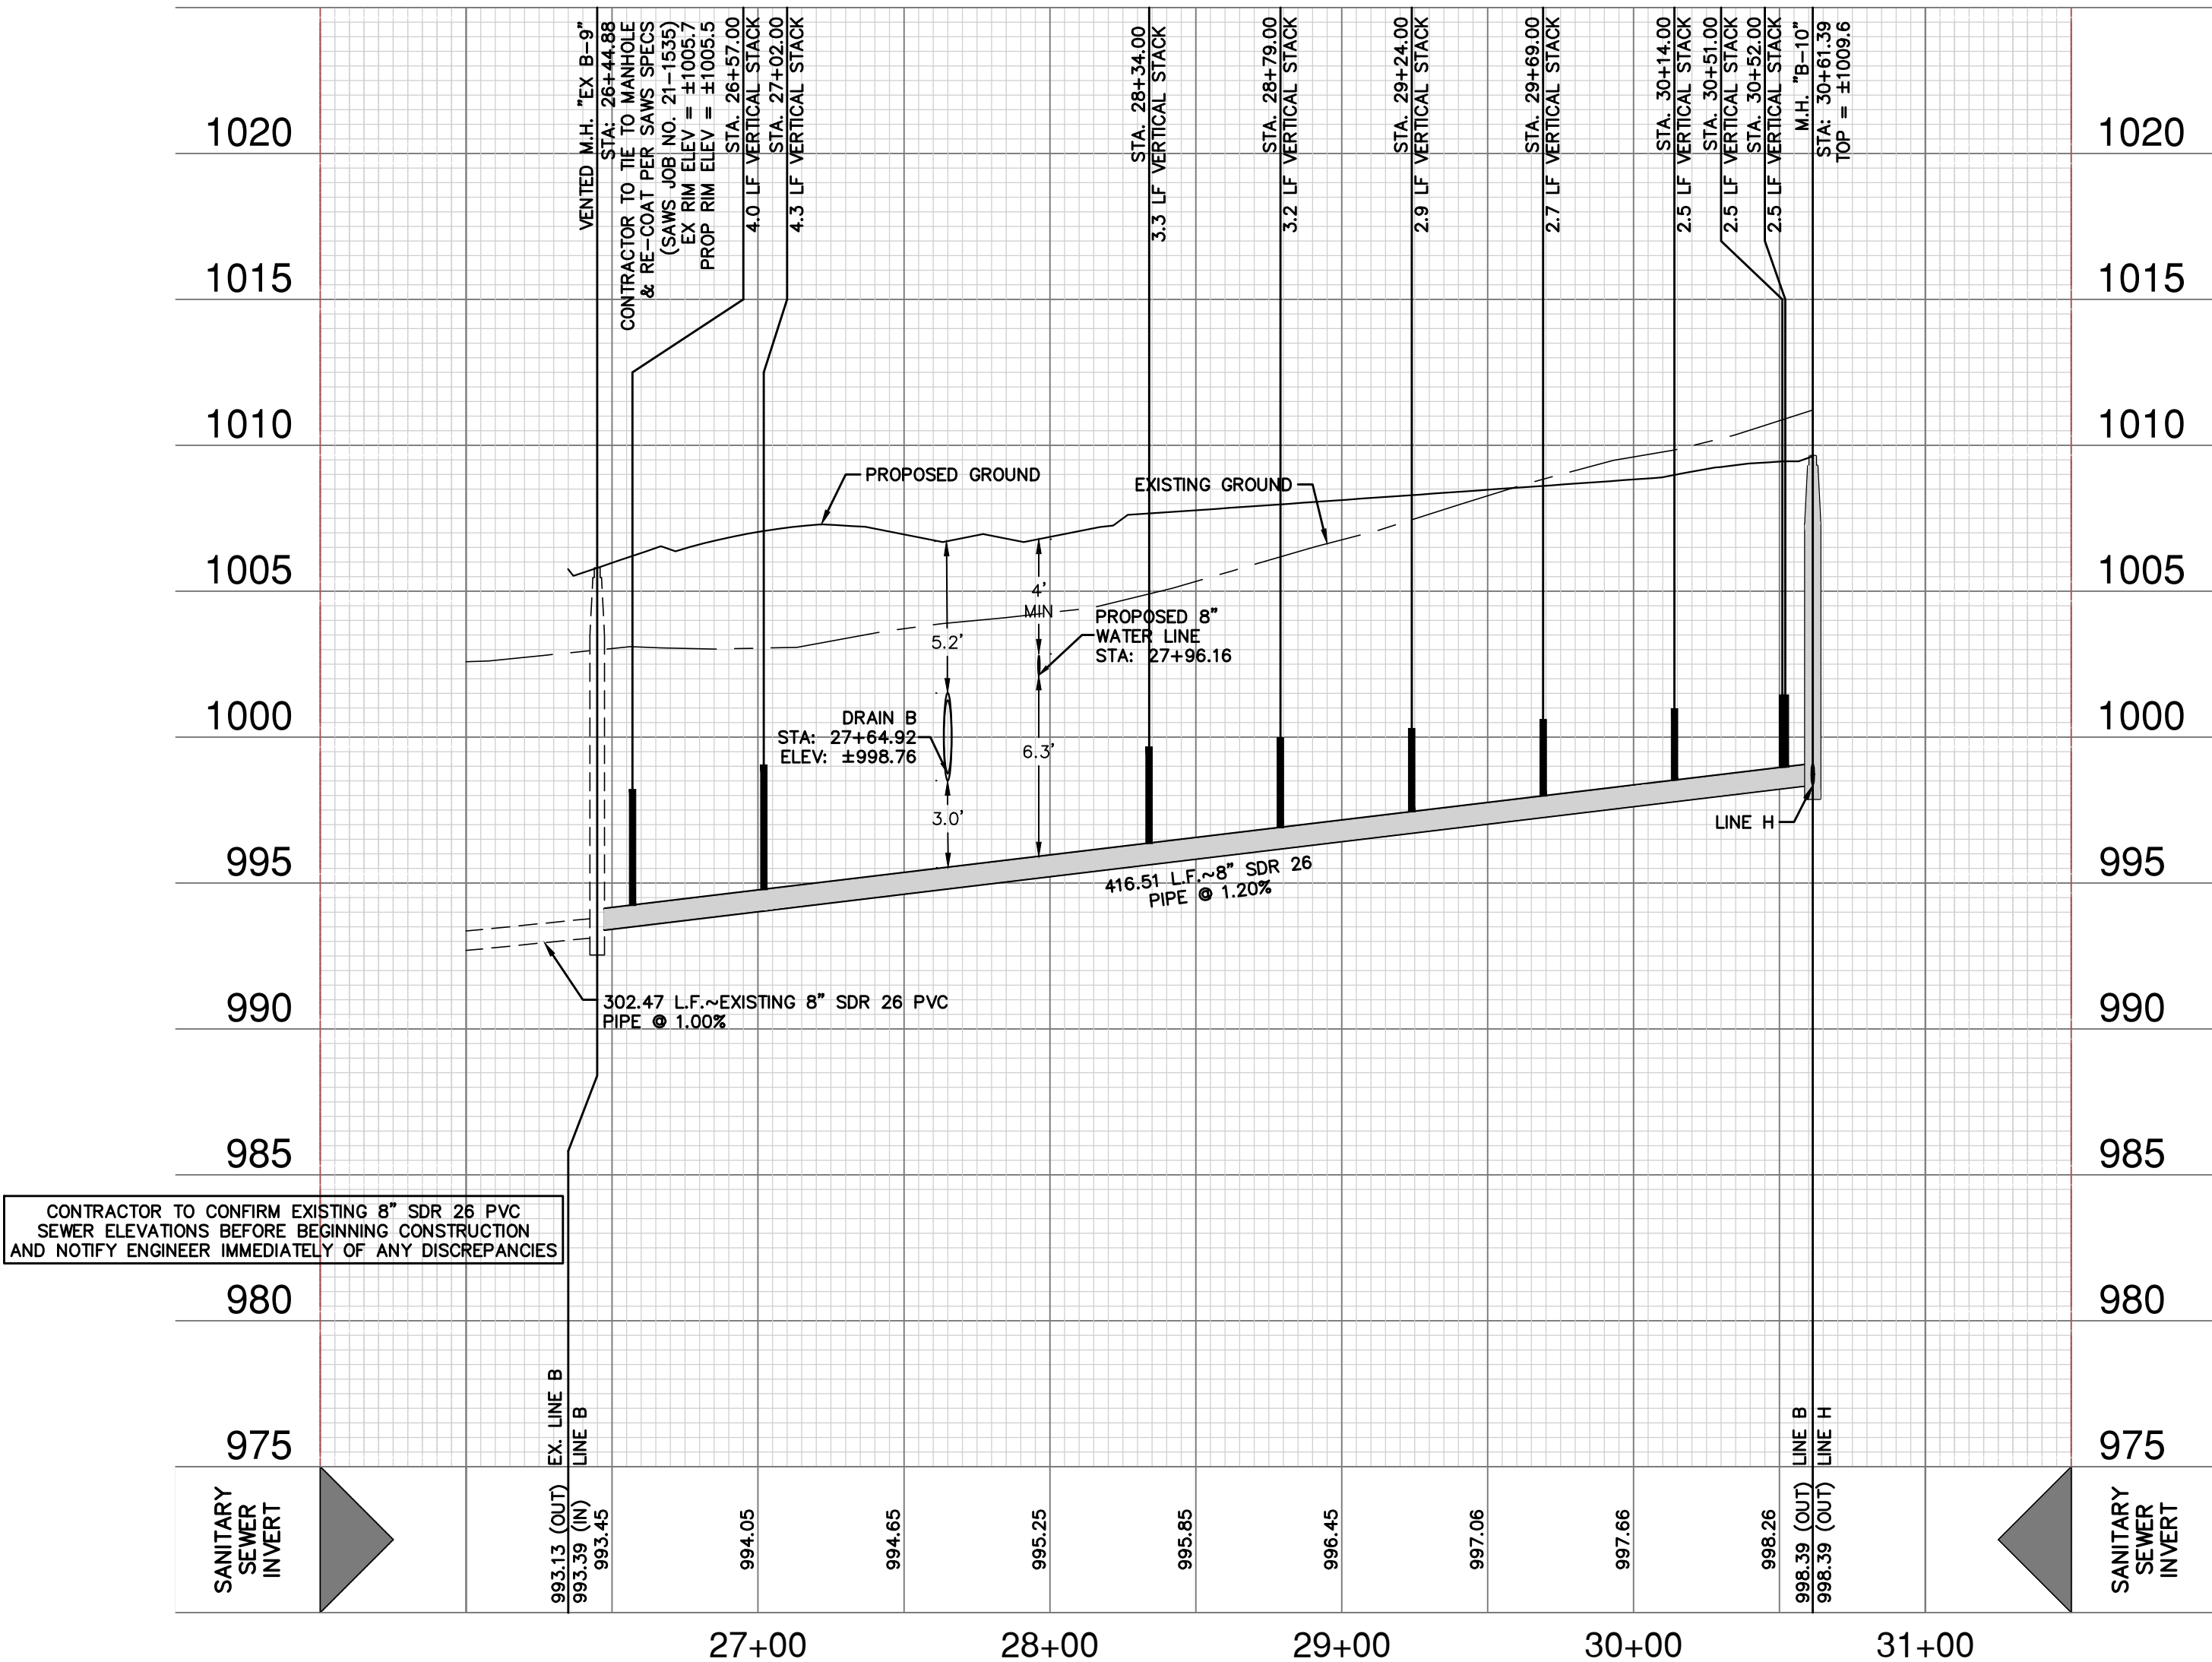 VENTED M.H. "EX B-9"
STA: 26+44.88
CONTRACTOR TO TIE TO MANHOLE
& RE-COAT PER SAWS SPECS
(SAWS JOB NO. 21-1535)
EX RIM ELEV = ±1005.7
PROP RIM ELEV = ±1005.5
STA. 26+57.00
4.0 LF VERTICAL STACK
STA. 27+02.00
4.3 LF VERTICAL STACK
STA. 28+34.00
3.3 LF VERTICAL STACK
STA. 28+79.00
3.2 LF VERTICAL STACK
STA. 29+24.00
2.9 LF VERTICAL STACK
STA. 29+69.00
2.7 LF VERTICAL STACK
STA. 30+14.00
2.5 LF VERTICAL STACK
STA. 30+51.00
2.5 LF VERTICAL STACK
STA. 30+52.00
2.5 LF VERTICAL STACK
M.H. "B-10"
STA: 30+61.39
TOP = ±1009.6
1020 1020
1015 1015
1010 1010
PROPOSED GROUND
EXISTING GROUND
1005 1005
4'
MIN
PROPOSED 8"
WATER LINE
STA: 27+96.16
5.2'
1000 1000
DRAIN B
STA: 27+64.92
ELEV: ±998.76
6.3'
3.0'
LINE H
995 995
416.51 L.F.~8" SDR 26
PIPE @ 1.20%
990 990
302.47 L.F.~EXISTING 8" SDR 26 PVC
PIPE @ 1.00%
985 985
CONTRACTOR TO CONFIRM EXISTING 8" SDR 26 PVC
SEWER ELEVATIONS BEFORE BEGINNING CONSTRUCTION
AND NOTIFY ENGINEER IMMEDIATELY OF ANY DISCREPANCIES
980 980
975 975
SANITARY
SEWER
INVERT
993.13 (OUT) EX. LINE B
993.39 (IN) LINE B
993.45
994.05
994.65
995.25
995.85
996.45
997.06
997.66
998.26
998.39 (OUT) LINE B
998.39 (OUT) LINE H
SANITARY
SEWER
INVERT
27+00 28+00 29+00 30+00 31+00